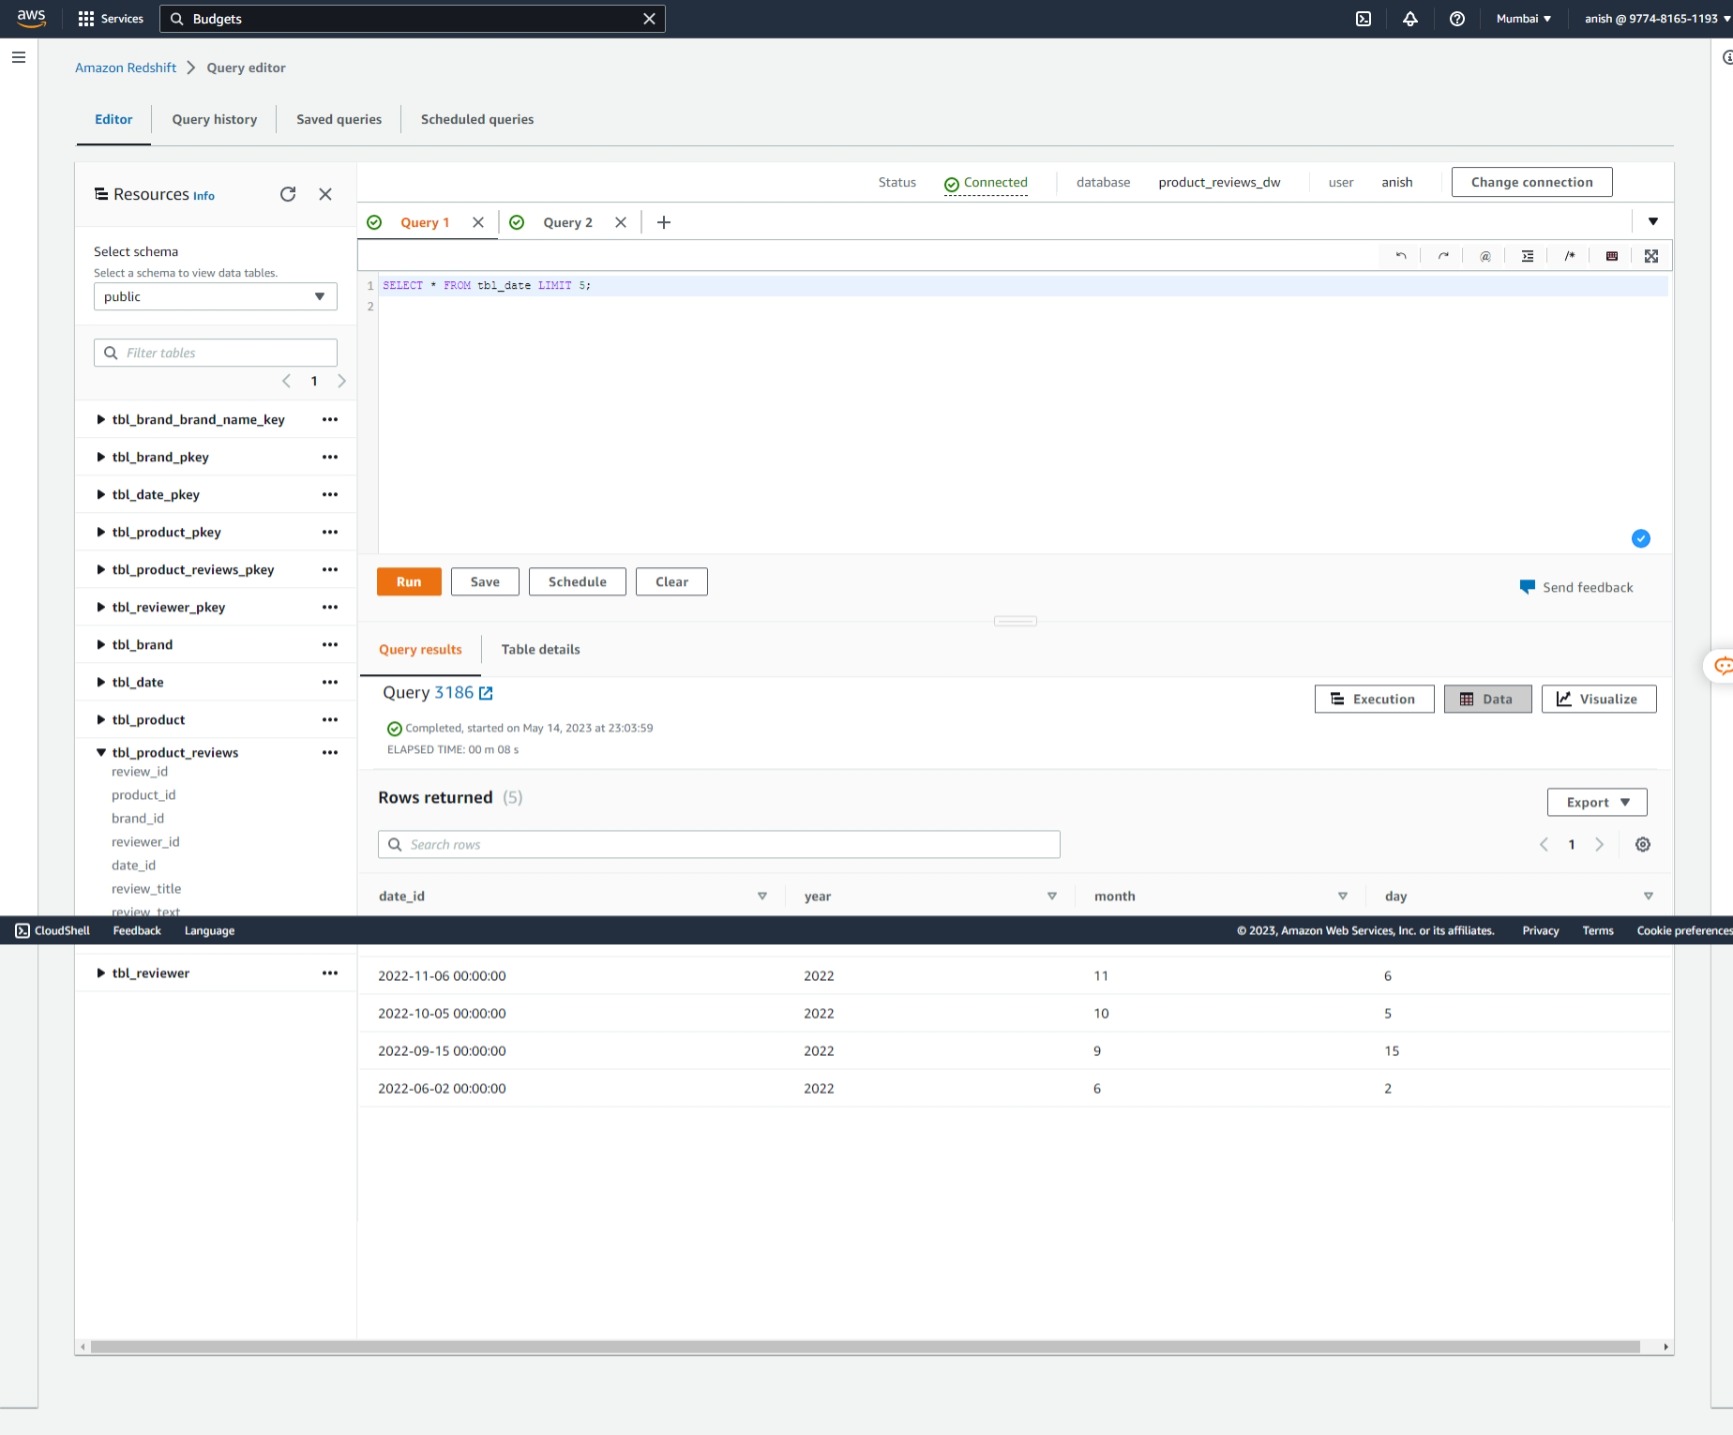 aws Services Budgets Mumbai anish @ 9774-8165-1193
Amazon Redshift Query editor
Editor Query history Saved queries Scheduled queries
Resources Info
Status Connected database product_reviews_dw user anish Change connection
Query 1 Query 2
Select schema
Select a schema to view data tables.
public
@ /*
1 SELECT * FROM tbl_date LIMIT 5;
2
Filter tables
1
tbl_brand_brand_name_key
tbl_brand_pkey
tbl_date_pkey
tbl_product_pkey
tbl_product_reviews_pkey
tbl_reviewer_pkey
tbl_brand
tbl_date
tbl_product
tbl_product_reviews
review_id
product_id
brand_id
reviewer_id
date_id
review_title
review_text
tbl_reviewer
Run Save Schedule Clear
Send feedback
Query results Table details
Query 3186
Execution Data Visualize
Completed, started on May 14, 2023 at 23:03:59
ELAPSED TIME: 00 m 08 s
Rows returned (5)
Export
Search rows
1
date_id year month day
CloudShell Feedback Language © 2023, Amazon Web Services, Inc. or its affiliates. Privacy Terms Cookie preferences
2022-11-06 00:00:00 2022 11 6
2022-10-05 00:00:00 2022 10 5
2022-09-15 00:00:00 2022 9 15
2022-06-02 00:00:00 2022 6 2